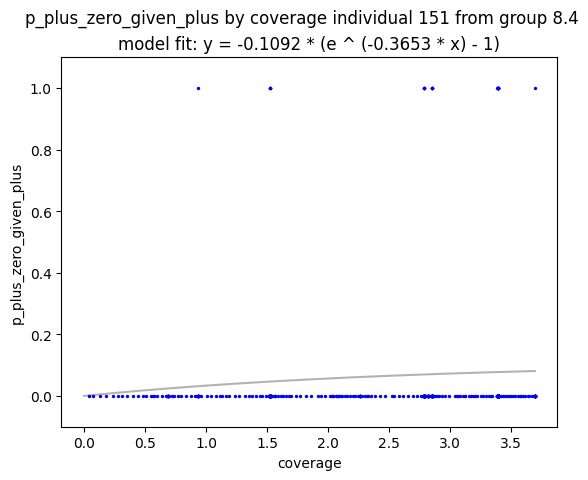 p_plus_zero_given_plus by coverage individual 151 from group 8.4
model fit: y = -0.1092 * (e ^ (-0.3653 * x) - 1)
p_plus_zero_given_plus
1.0
0.8
0.6
0.4
0.2
0.0
0.0 0.5 1.0 1.5 2.0 2.5 3.0 3.5
coverage